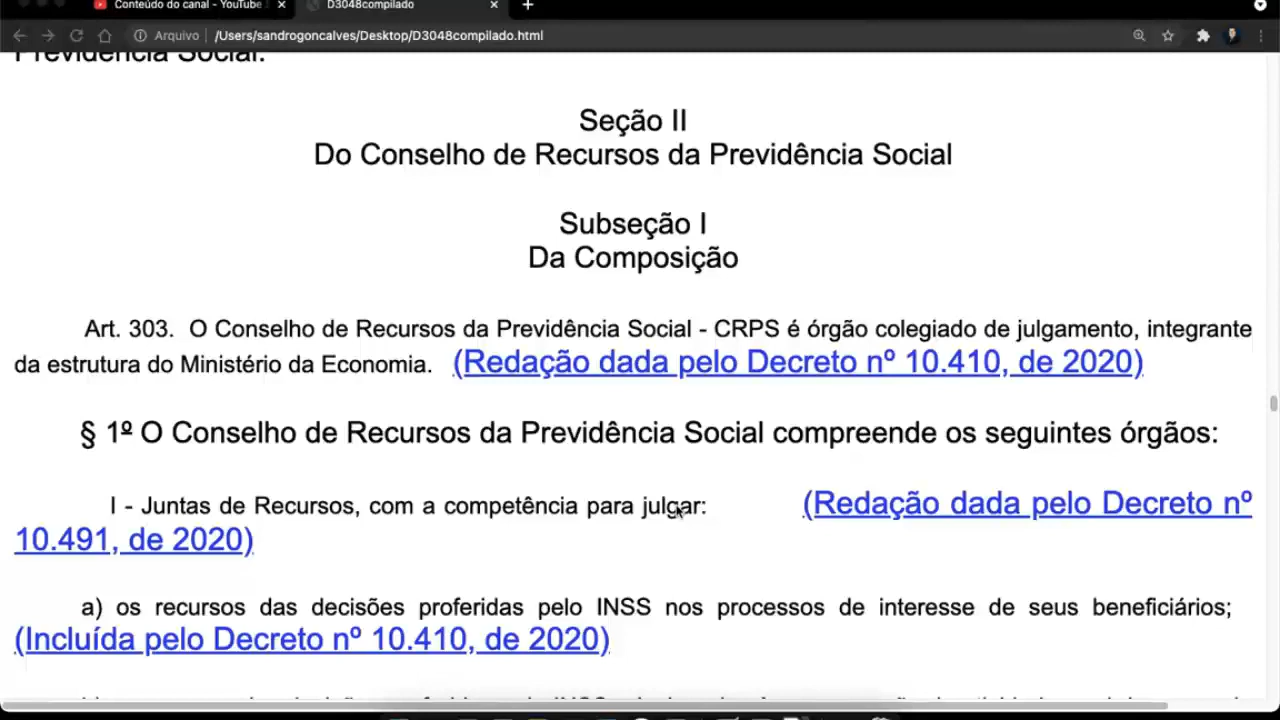 Conteúdo do canal - YouTube
D3048compilado
Arquivo | /Users/sandrogoncalves/Desktop/D3048compilado.html
Previdência Social.
Seção II
Do Conselho de Recursos da Previdência Social
Subseção I
Da Composição
Art. 303. O Conselho de Recursos da Previdência Social - CRPS é órgão colegiado de julgamento, integrante
da estrutura do Ministério da Economia. (Redação dada pelo Decreto nº 10.410, de 2020)
§ 1º O Conselho de Recursos da Previdência Social compreende os seguintes órgãos:
I - Juntas de Recursos, com a competência para julgar: (Redação dada pelo Decreto nº
10.491, de 2020)
a) os recursos das decisões proferidas pelo INSS nos processos de interesse de seus beneficiários;
(Incluída pelo Decreto nº 10.410, de 2020)